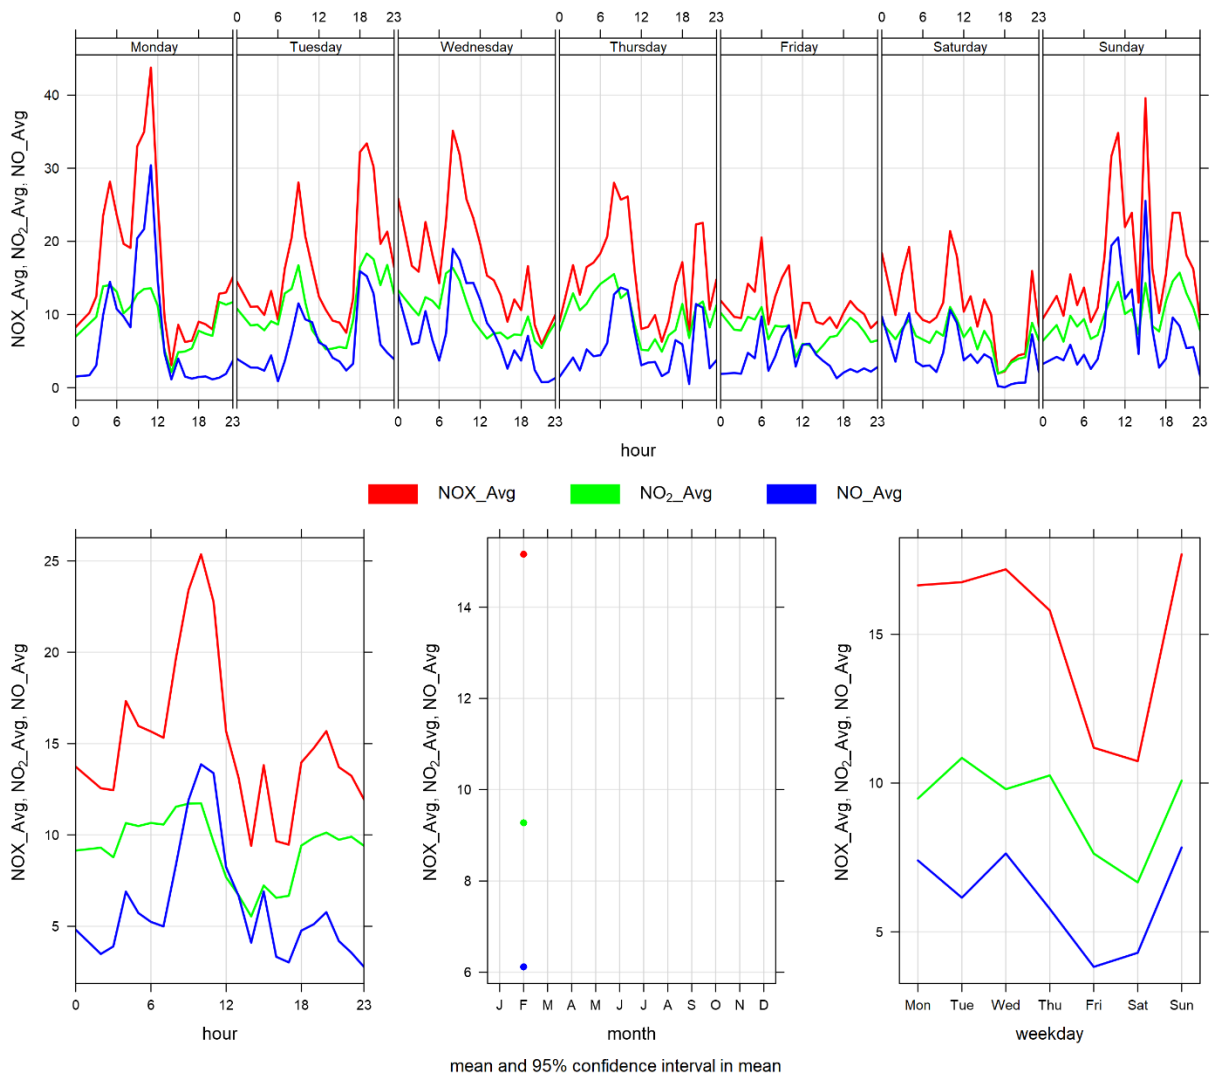 0 6 12 18 23 0 6 12 18 23 0 6 12 18 23
Monday Tuesday Wednesday Thursday Friday Saturday Sunday
NOX_Avg, NO₂_Avg, NO_Avg
40
30
20
10
0
0 6 12 18 23 0 6 12 18 23 0 6 12 18 23 0 6 12 18 23
hour
NOX_Avg NO₂_Avg NO_Avg
NOX_Avg, NO₂_Avg, NO_Avg
25
20
15
10
5
0 6 12 18 23
hour
NOX_Avg, NO₂_Avg, NO_Avg
14
12
10
8
6
J F M A M J J A S O N D
month
NOX_Avg, NO₂_Avg, NO_Avg
15
10
5
Mon Tue Wed Thu Fri Sat Sun
weekday
mean and 95% confidence interval in mean